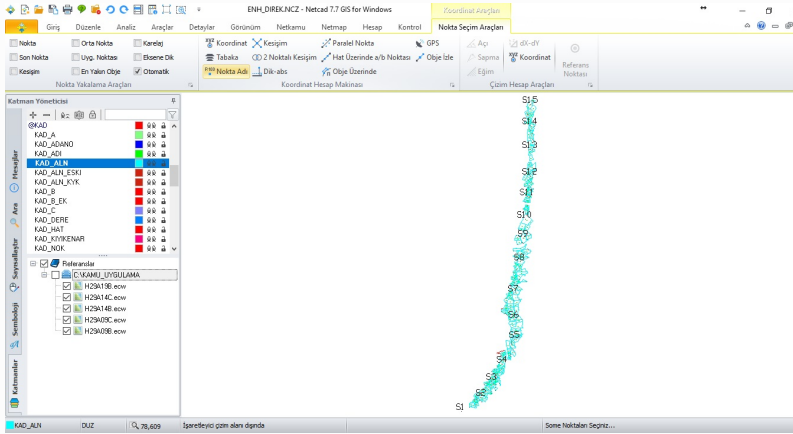 ENH_DIREK.NCZ - Netcad 7.7 GIS for Windows
Koordinat Araçları
Giriş Düzenle Analiz Araçlar Detaylar Görünüm Netkamu Netmap Hesap Kontrol Nokta Seçim Araçları
Nokta Orta Nokta Karelaj
Son Nokta Uyg. Noktası Eksene Dik
Kesişim En Yakın Obje Otomatik
Nokta Yakalama Araçları
xyz Koordinat Kesişim Paralel Nokta GPS
Tabaka 2 Noktalı Kesişim Hat Üzerinde a/b Noktası Obje İzle
P100 Nokta Adı Dik-abs Obje Üzerinde
Koordinat Hesap Makinası
Açı dX-dY
Kenar xyz Koordinat
Eğim
Referans Noktası
Çizim Hesap Araçları
Katman Yöneticisi
@KAD
KAD_A
KAD_ADANO
KAD_ADI
KAD_ALN
KAD_ALN_ESKI
KAD_ALN_KYK
KAD_B
KAD_B_EK
KAD_C
KAD_DERE
KAD_HAT
KAD_KIYIKENAR
KAD_NOK
Referanslar
C:\KAMU_UYGULAMA
H29A19B.ecw
H29A14C.ecw
H29A14B.ecw
H29A09C.ecw
H29A09B.ecw
Mesajlar
Ara
Sayısallaştır
Semboloji
Katmanlar
S15
S14
S13
S12
S11
S10
S9
S8
S7
S6
S5
S4
S3
S2
S1
KAD_ALN DUZ 78,609 İşaretleyici çizim alanı dışında Some Noktaları Seçiniz...